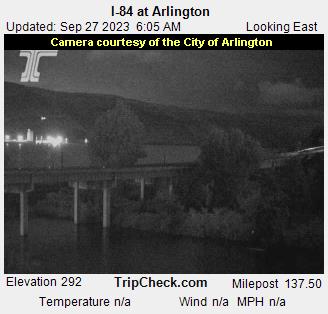 I-84 at Arlington
Updated: Sep 27 2023 6:05 AM Looking East
Camera courtesy of the City of Arlington
Elevation 292 TripCheck.com Milepost 137.50
Temperature n/a Wind n/a MPH n/a